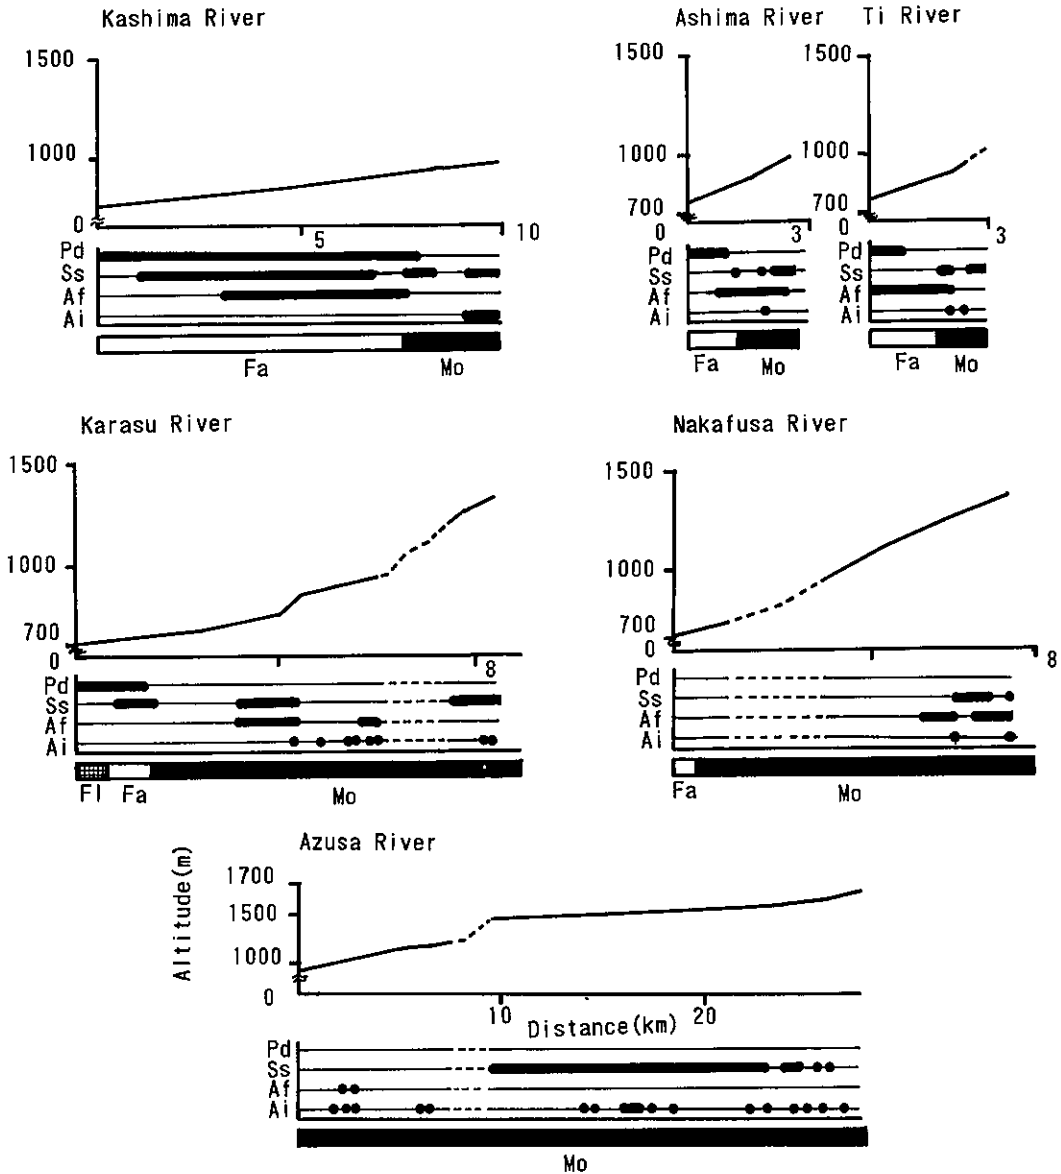 Kashima River
1500
1000
0
5
10
Pd
Ss
Af
Ai
Fa
Mo
Ashima River
1500
1000
700
0
3
Pd
Ss
Af
Ai
Fa
Mo
Ti River
1500
1000
700
0
3
Pd
Ss
Af
Ai
Fa
Mo
Karasu River
1500
1000
700
0
8
Pd
Ss
Af
Ai
Fl
Fa
Mo
Nakafusa River
1500
1000
700
0
8
Pd
Ss
Af
Ai
Fa
Mo
Azusa River
Altitude(m)
1700
1500
1000
0
10
20
Distance(km)
Pd
Ss
Af
Ai
Mo